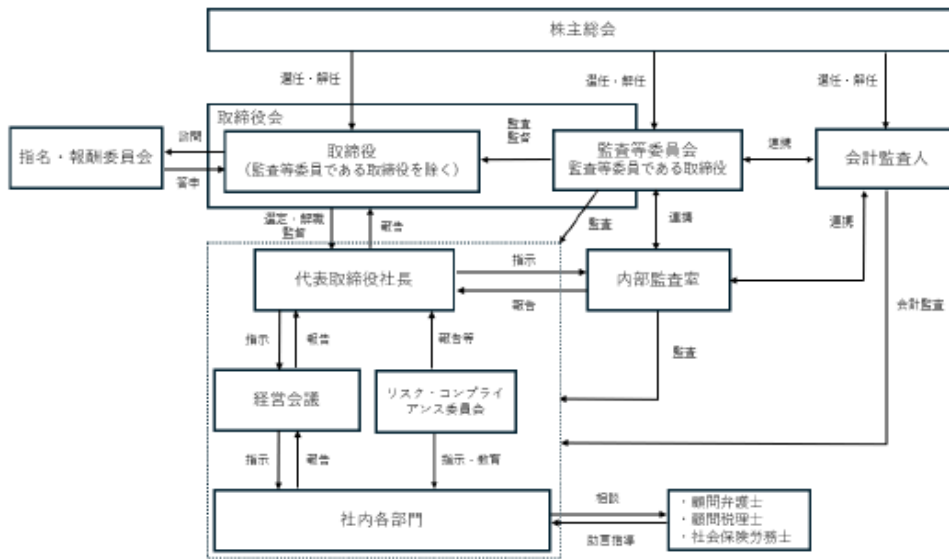 株主総会
選任・解任
選任・解任
選任・解任
取締役会
諮問
指名・報酬委員会
答申
取締役
(監査等委員である取締役を除く)
監査
監督
監査等委員会
監査等委員である取締役
連携
会計監査人
選定・解職
監督
報告
監査
連携
連携
代表取締役社長
指示
報告
内部監査室
会計監査
指示
報告
報告等
監査
経営会議
リスク・コンプライ
アンス委員会
指示
報告
指示・教育
社内各部門
相談
助言指導
・顧問弁護士
・顧問税理士
・社会保険労務士